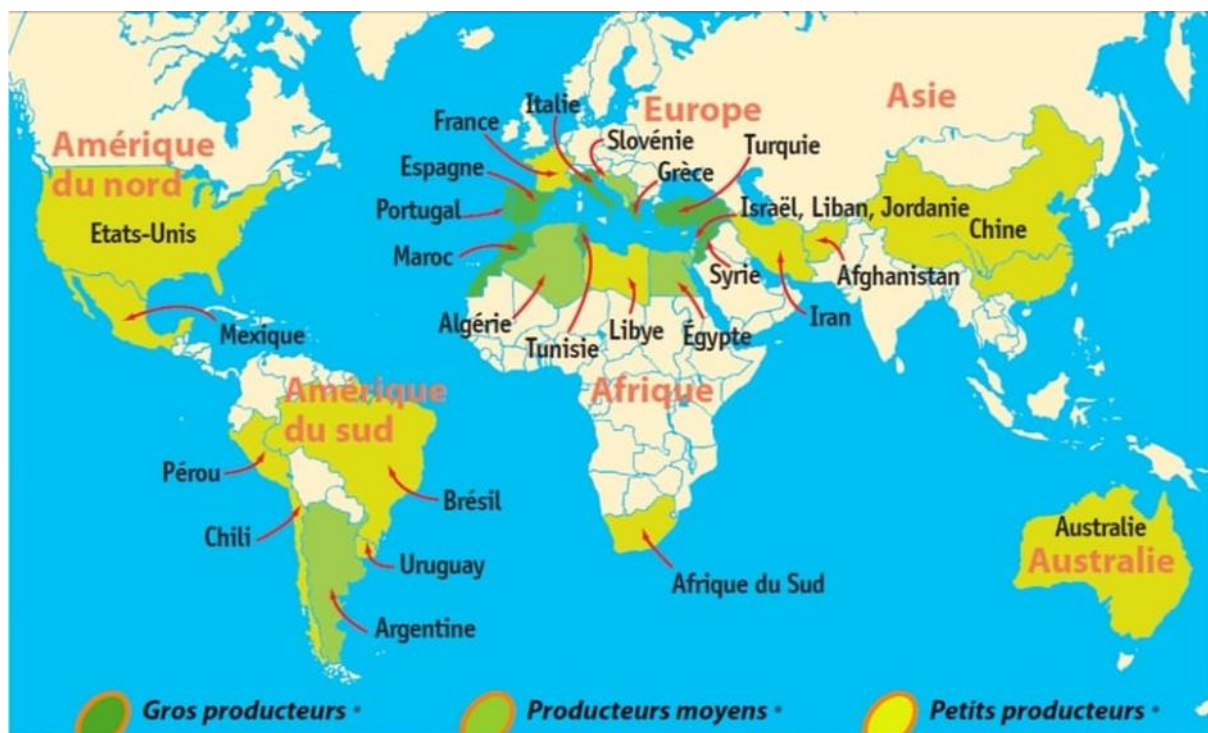 Amérique
du nord
Etats-Unis
Mexique
Amérique
du sud
Pérou
Brésil
Chili
Uruguay
Argentine
Europe
Italie
France
Slovénie
Espagne
Grèce
Turquie
Portugal
Maroc
Algérie
Tunisie
Libye
Égypte
Afrique
Afrique du Sud
Asie
Israël, Liban, Jordanie
Syrie
Iran
Afghanistan
Chine
Australie
Australie
Gros producteurs
Producteurs moyens
Petits producteurs